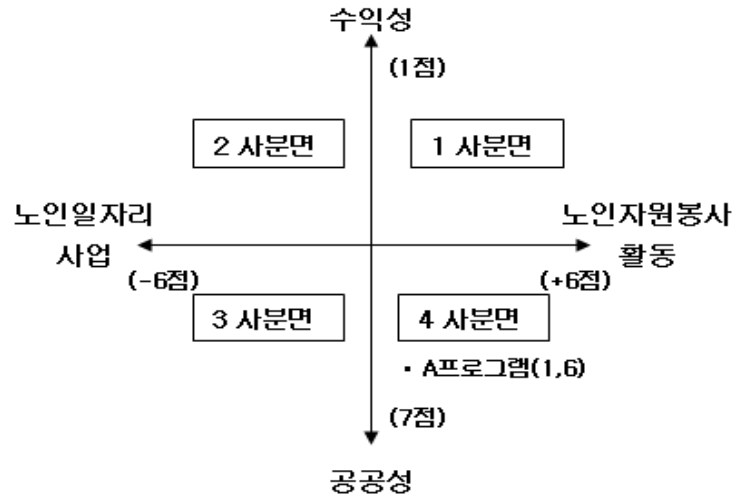 수익성
(1점)
2 사분면
1 사분면
노인일자리
사업
노인자원봉사
활동
(-6점)
(+6점)
3 사분면
4 사분면
· A프로그램(1,6)
(7점)
공공성